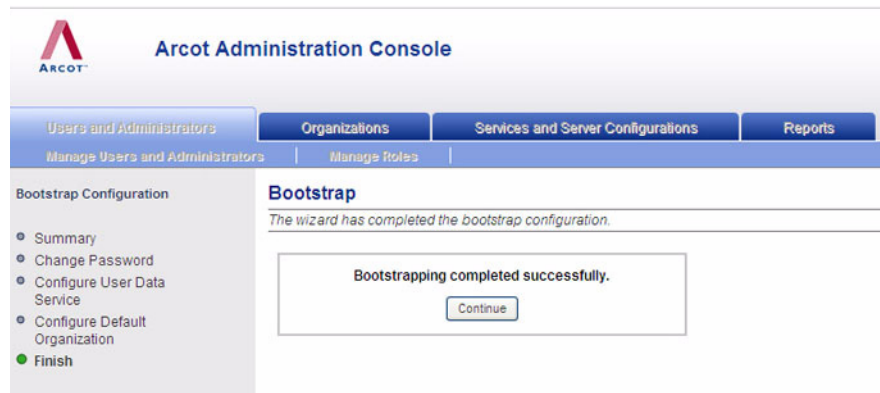 ARCOT™
Arcot Administration Console
Users and Administrators
Organizations
Services and Server Configurations
Reports
Manage Users and Administrators
Manage Roles
Bootstrap Configuration
Summary
Change Password
Configure User Data
Service
Configure Default
Organization
Finish
Bootstrap
The wizard has completed the bootstrap configuration.
Bootstrapping completed successfully.
Continue